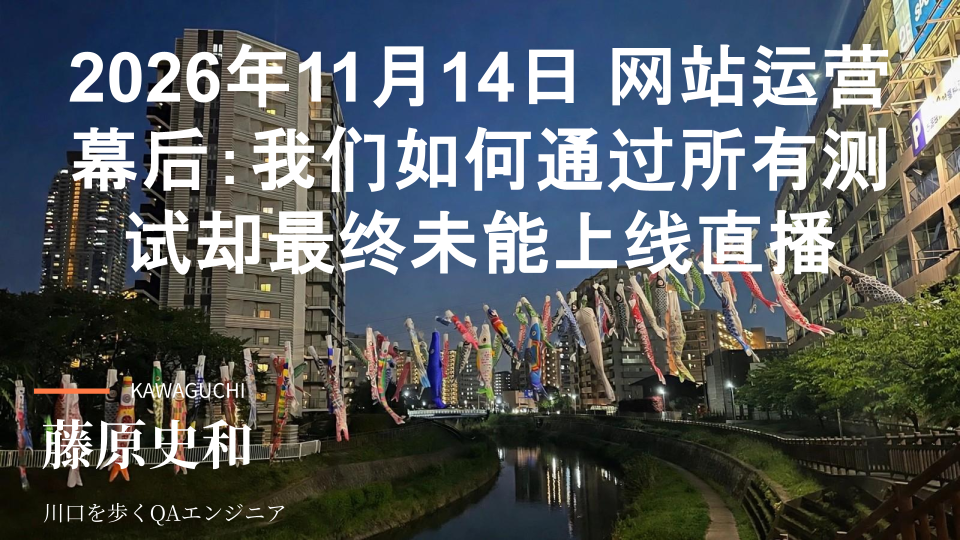 2026年11月14日 网站运营
幕后:我们如何通过所有测
试却最终未能上线直播
KAWAGUCHI
藤原史和
川口を歩くQAエンジニア
P